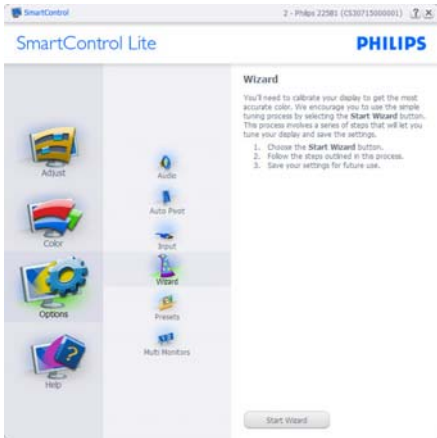 SmartControl
2 - Philips 225B1 (CS30715000001)
SmartControl Lite
PHILIPS
Adjust
Color
Options
Help
Audio
Auto Pivot
Input
Wizard
Presets
Multi Monitors
Wizard
You'll need to calibrate your display to get the most
accurate color. We encourage you to use the simple
tuning process by selecting the Start Wizard button.
This process involves a series of steps that will let you
tune your display and save the settings.
1. Choose the Start Wizard button.
2. Follow the steps outlined in this process.
3. Save your settings for future use.
Start Wizard